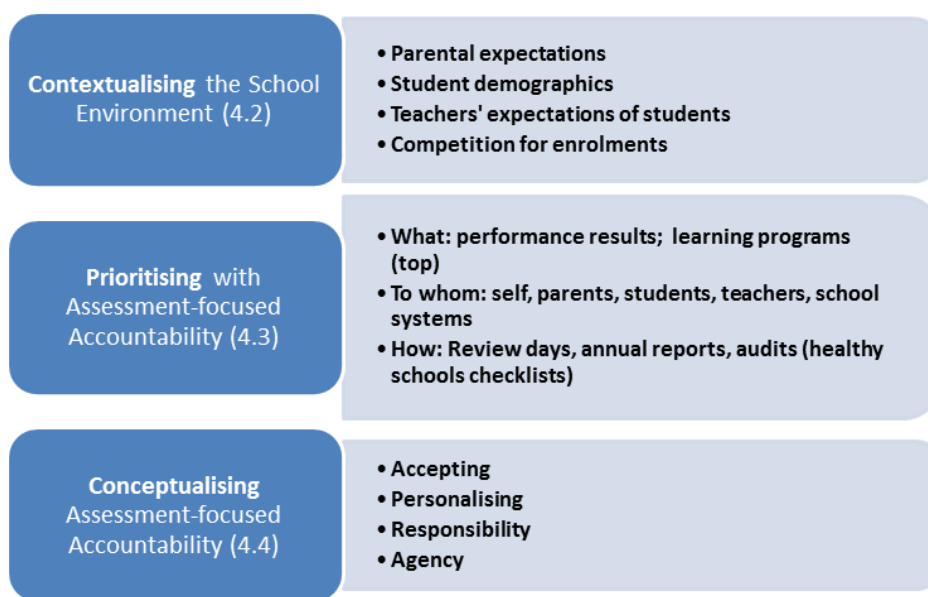 Contextualising the School
Environment (4.2)
• Parental expectations
• Student demographics
• Teachers' expectations of students
• Competition for enrolments
Prioritising with
Assessment-focused
Accountability (4.3)
• What: performance results; learning programs
(top)
• To whom: self, parents, students, teachers, school
systems
• How: Review days, annual reports, audits (healthy
schools checklists)
Conceptualising
Assessment-focused
Accountability (4.4)
• Accepting
• Personalising
• Responsibility
• Agency